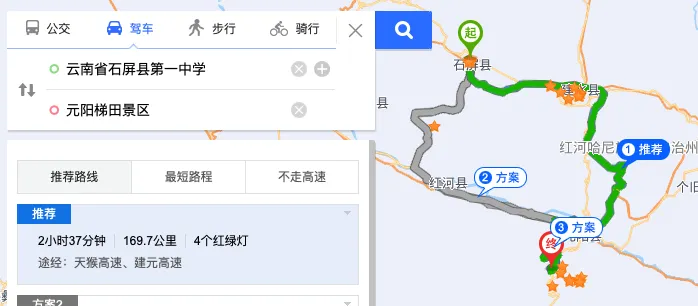 公交
驾车
步行
骑行
云南省石屏县第一中学
元阳梯田景区
推荐路线
最短路程
不走高速
推荐
2小时37分钟
169.7公里
4个红绿灯
途经：天猴高速、建元高速
方案2
起
石屏县
县
红河哈尼
治州
1 推荐
红河县
2 方案
个旧
3 方案
终
县